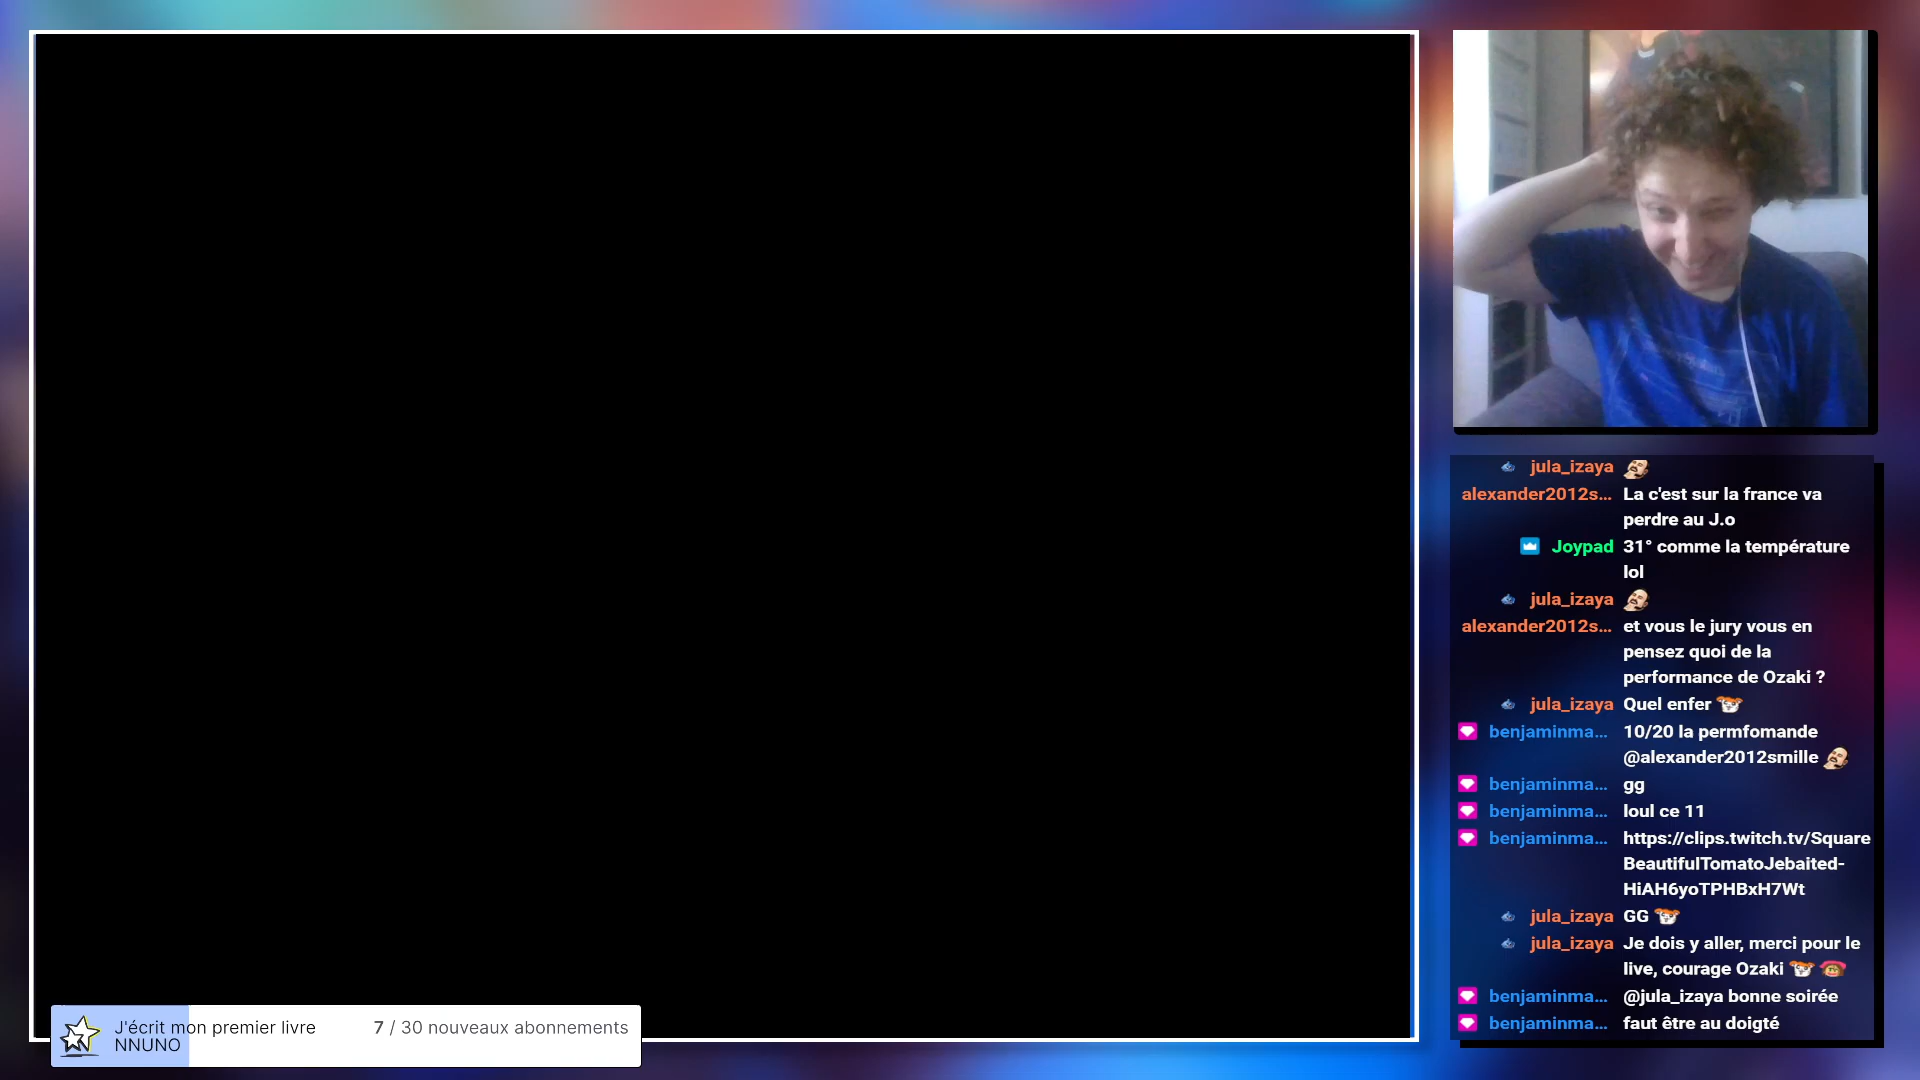 jula_izaya
alexander2012s... La c'est sur la france va
perdre au J.o
Joypad 31° comme la température
lol
jula_izaya
alexander2012s... et vous le jury vous en
pensez quoi de la
performance de Ozaki ?
jula_izaya Quel enfer
benjaminma... 10/20 la permfomande
@alexander2012smille
benjaminma... gg
benjaminma... loul ce 11
benjaminma... https://clips.twitch.tv/Square
BeautifulTomatoJebaited-
HiAH6yoTPHBxH7Wt
jula_izaya GG
jula_izaya Je dois y aller, merci pour le
live, courage Ozaki
benjaminma... @jula_izaya bonne soirée
benjaminma... faut être au doigté
J'écrit mon premier livre 7 / 30 nouveaux abonnements
NNUNO